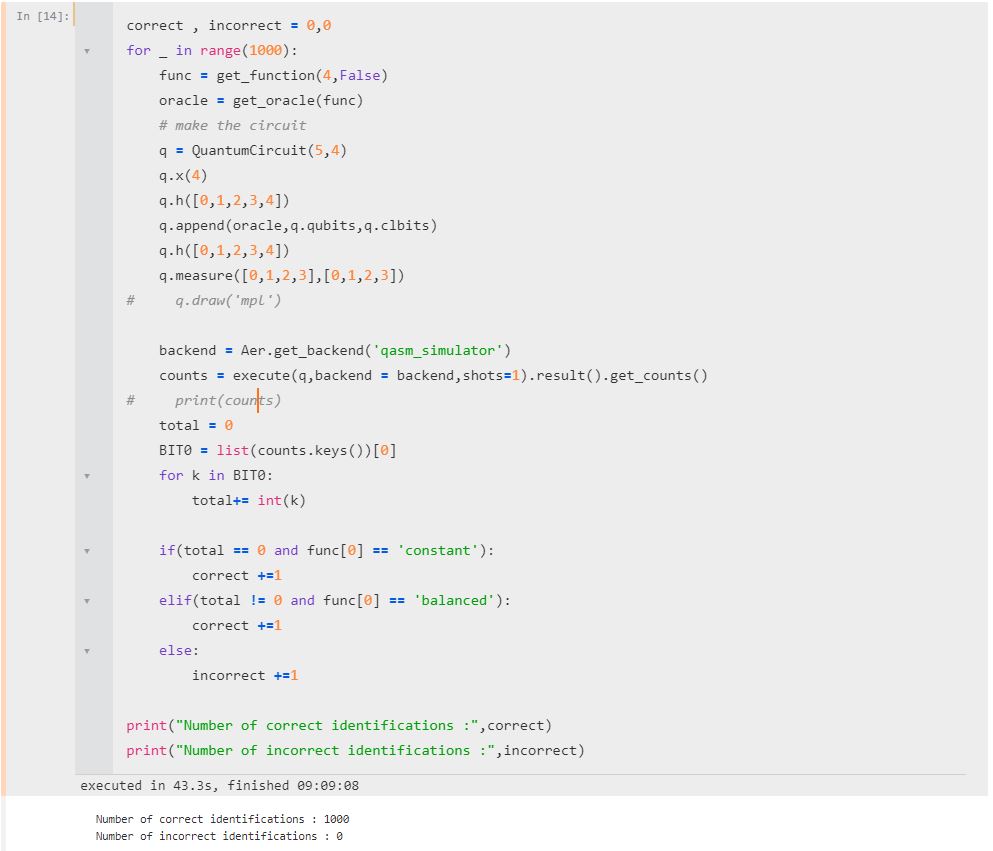 In [14]:
correct , incorrect = 0,0
for _ in range(1000):
    func = get_function(4,False)
    oracle = get_oracle(func)
    # make the circuit
    q = QuantumCircuit(5,4)
    q.x(4)
    q.h([0,1,2,3,4])
    q.append(oracle,q.qubits,q.clbits)
    q.h([0,1,2,3,4])
    q.measure([0,1,2,3],[0,1,2,3])
#     q.draw('mpl')
    backend = Aer.get_backend('qasm_simulator')
    counts = execute(q,backend = backend,shots=1).result().get_counts()
#     print(counts)
    total = 0
    BIT0 = list(counts.keys())[0]
    for k in BIT0:
        total+= int(k)
    if(total == 0 and func[0] == 'constant'):
        correct +=1
    elif(total != 0 and func[0] == 'balanced'):
        correct +=1
    else:
        incorrect +=1
print("Number of correct identifications :",correct)
print("Number of incorrect identifications :",incorrect)
executed in 43.3s, finished 09:09:08
Number of correct identifications : 1000
Number of incorrect identifications : 0